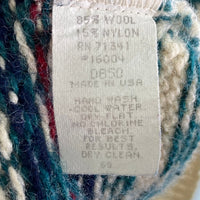 85% WOOL
15% NYLON
RN 71341
#16004
D8SD
MADE IN USA
HAND WASH
COOL WATER
DRY FLAT
NO CHLORINE
BLEACH.
FOR BEST
RESULTS,
DRY CLEAN.